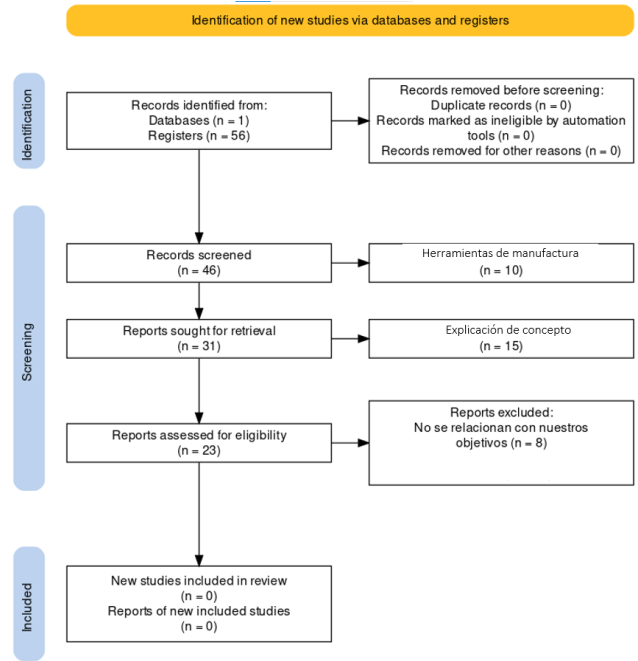 Identification of new studies via databases and registers
Identification
Records identified from:
Databases (n = 1)
Registers (n = 56)
Records removed before screening:
Duplicate records (n = 0)
Records marked as ineligible by automation
tools (n = 0)
Records removed for other reasons (n = 0)
Screening
Records screened
(n = 46)
Herramientas de manufactura
(n = 10)
Reports sought for retrieval
(n = 31)
Explicación de concepto
(n = 15)
Reports assessed for eligibility
(n = 23)
Reports excluded:
No se relacionan con nuestros
objetivos (n = 8)
Included
New studies included in review
(n = 0)
Reports of new included studies
(n = 0)